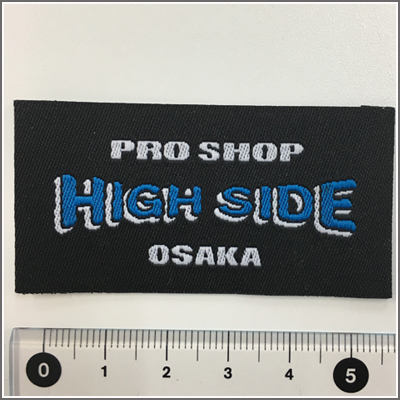 PRO SHOP
HIGH SIDE
OSAKA
0 1 2 3 4 5